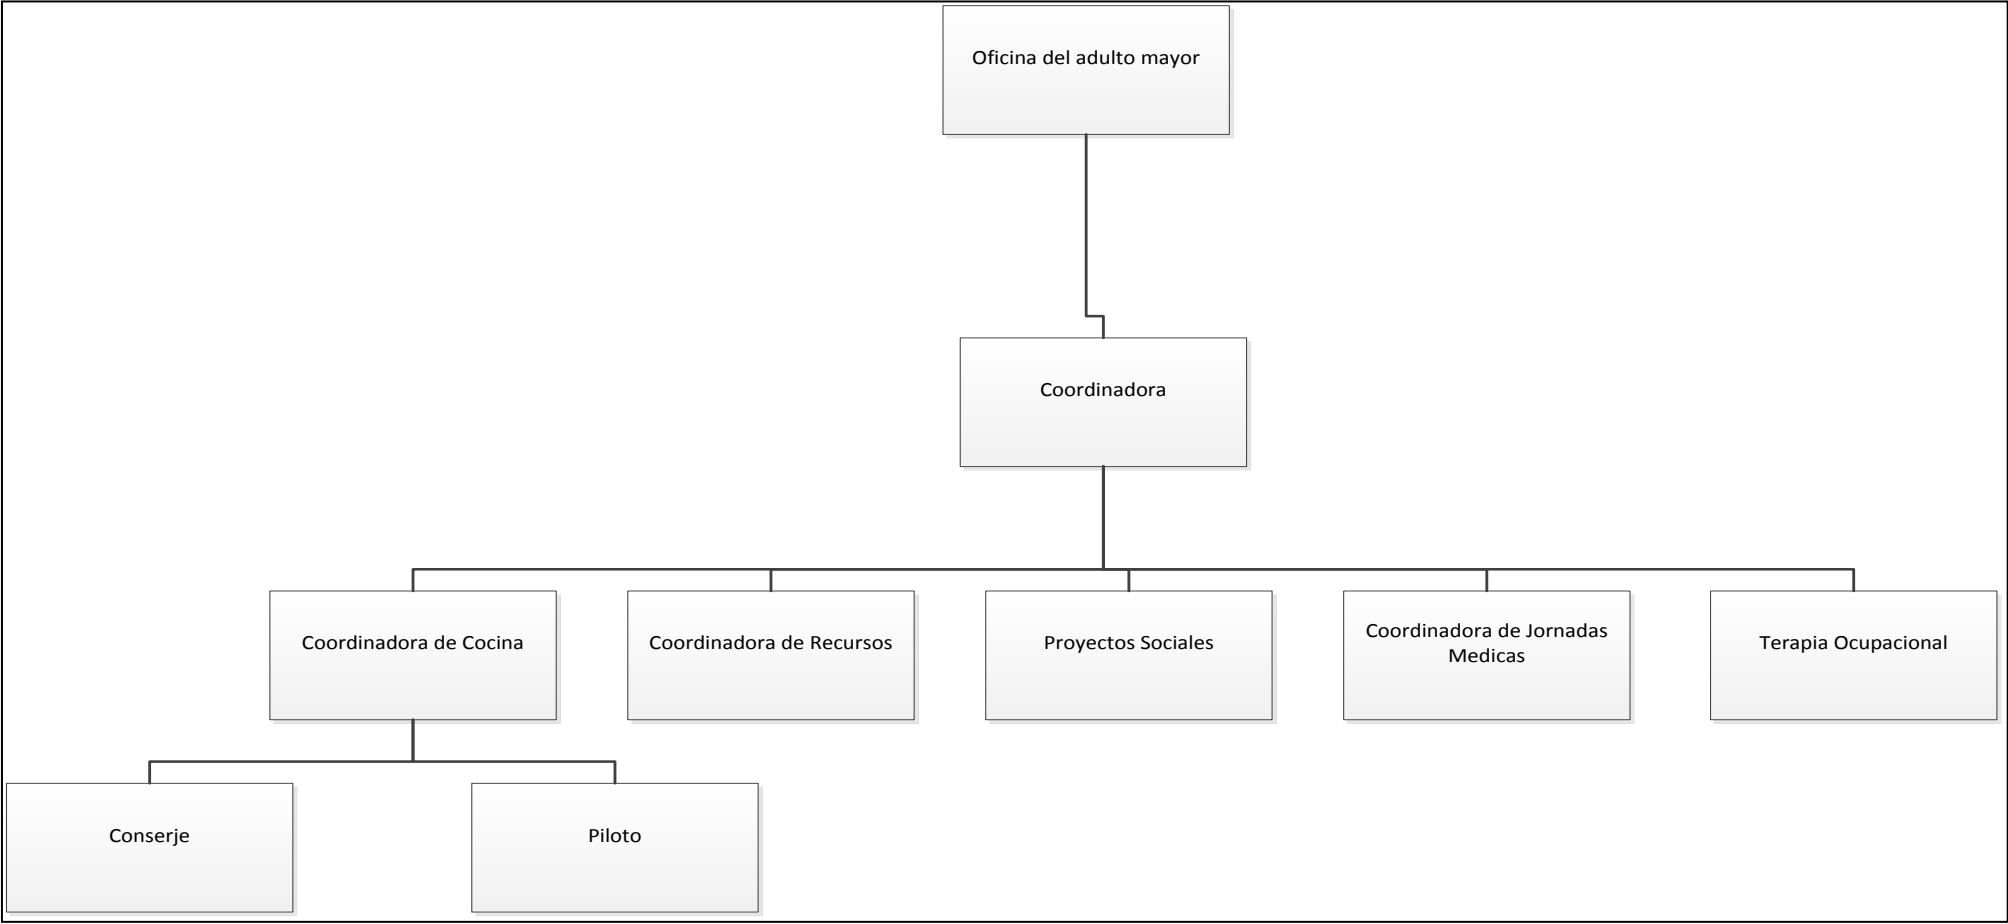 Oficina del adulto mayor
Coordinadora
Coordinadora de Cocina
Coordinadora de Recursos
Proyectos Sociales
Coordinadora de Jornadas
Medicas
Terapia Ocupacional
Conserje
Piloto